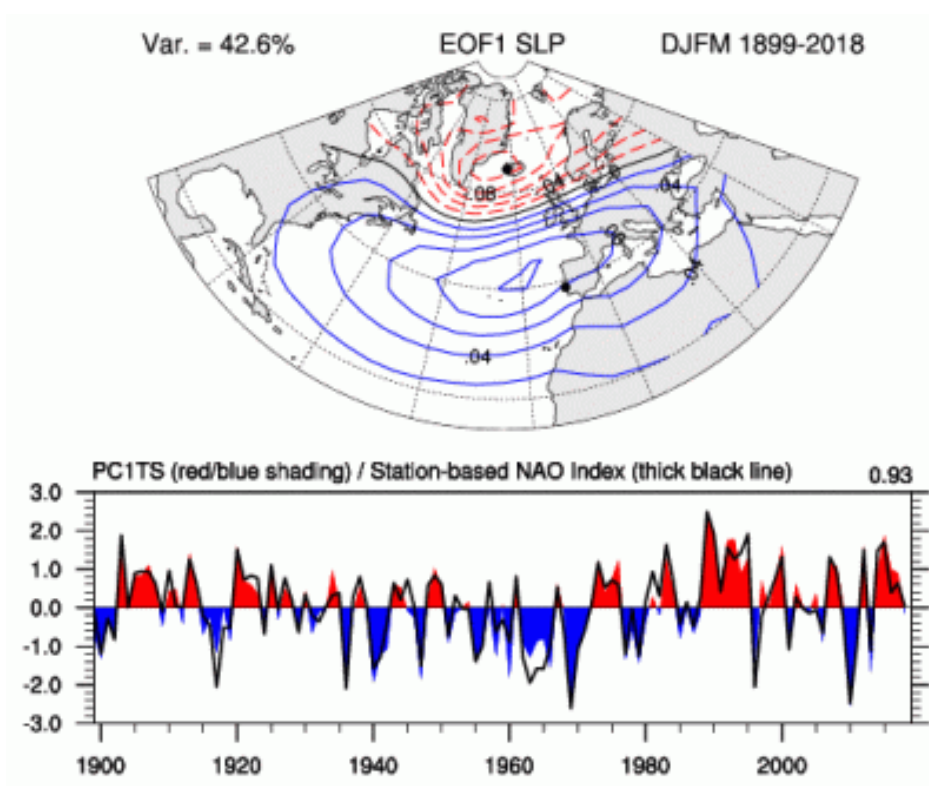 Var. = 42.6% EOF1 SLP DJFM 1899-2018
.08 .04 .04
.04
PC1TS (red/blue shading) / Station-based NAO Index (thick black line) 0.93
3.0
2.0
1.0
0.0
-1.0
-2.0
-3.0
1900 1920 1940 1960 1980 2000